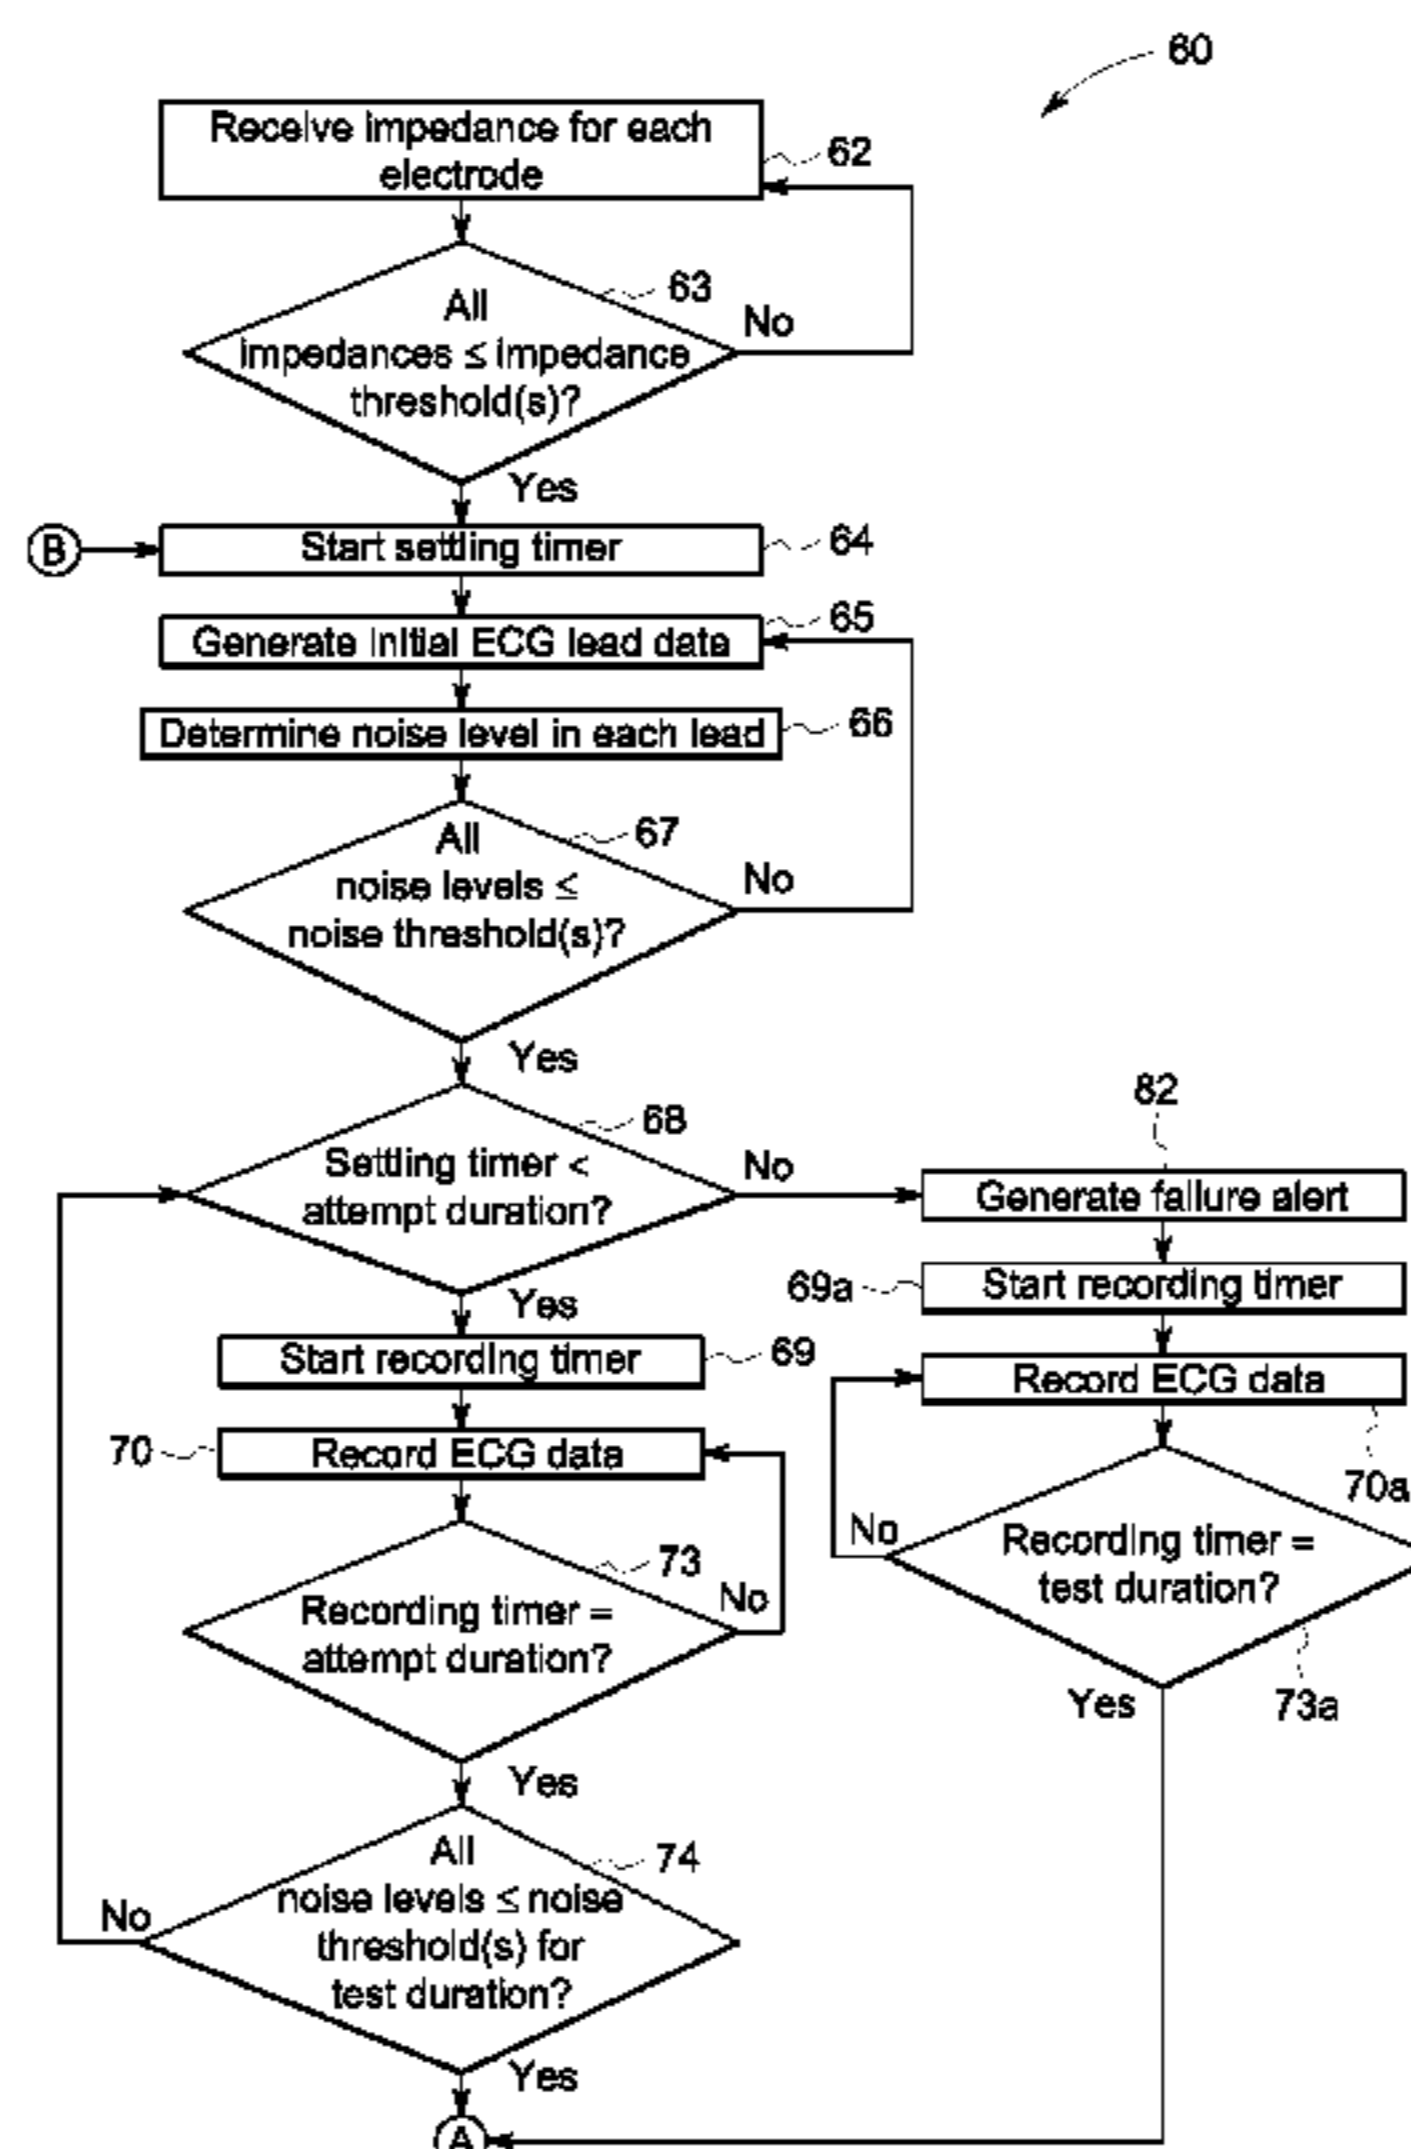 60
Receive impedance for each
electrode
62
All
impedances ≤ impedance
threshold(s)?
63
No
Yes
B
Start settling timer
64
Generate initial ECG lead data
65
Determine noise level in each lead
66
All
noise levels ≤
noise threshold(s)?
67
No
Yes
Settling timer <
attempt duration?
68
No
Yes
82
Generate failure alert
69a
Start recording timer
Start recording timer
69
Record ECG data
70a
70
Record ECG data
Recording timer =
test duration?
No
73a
Yes
Recording timer =
attempt duration?
73
No
Yes
All
noise levels ≤ noise
threshold(s) for
test duration?
74
No
Yes
A